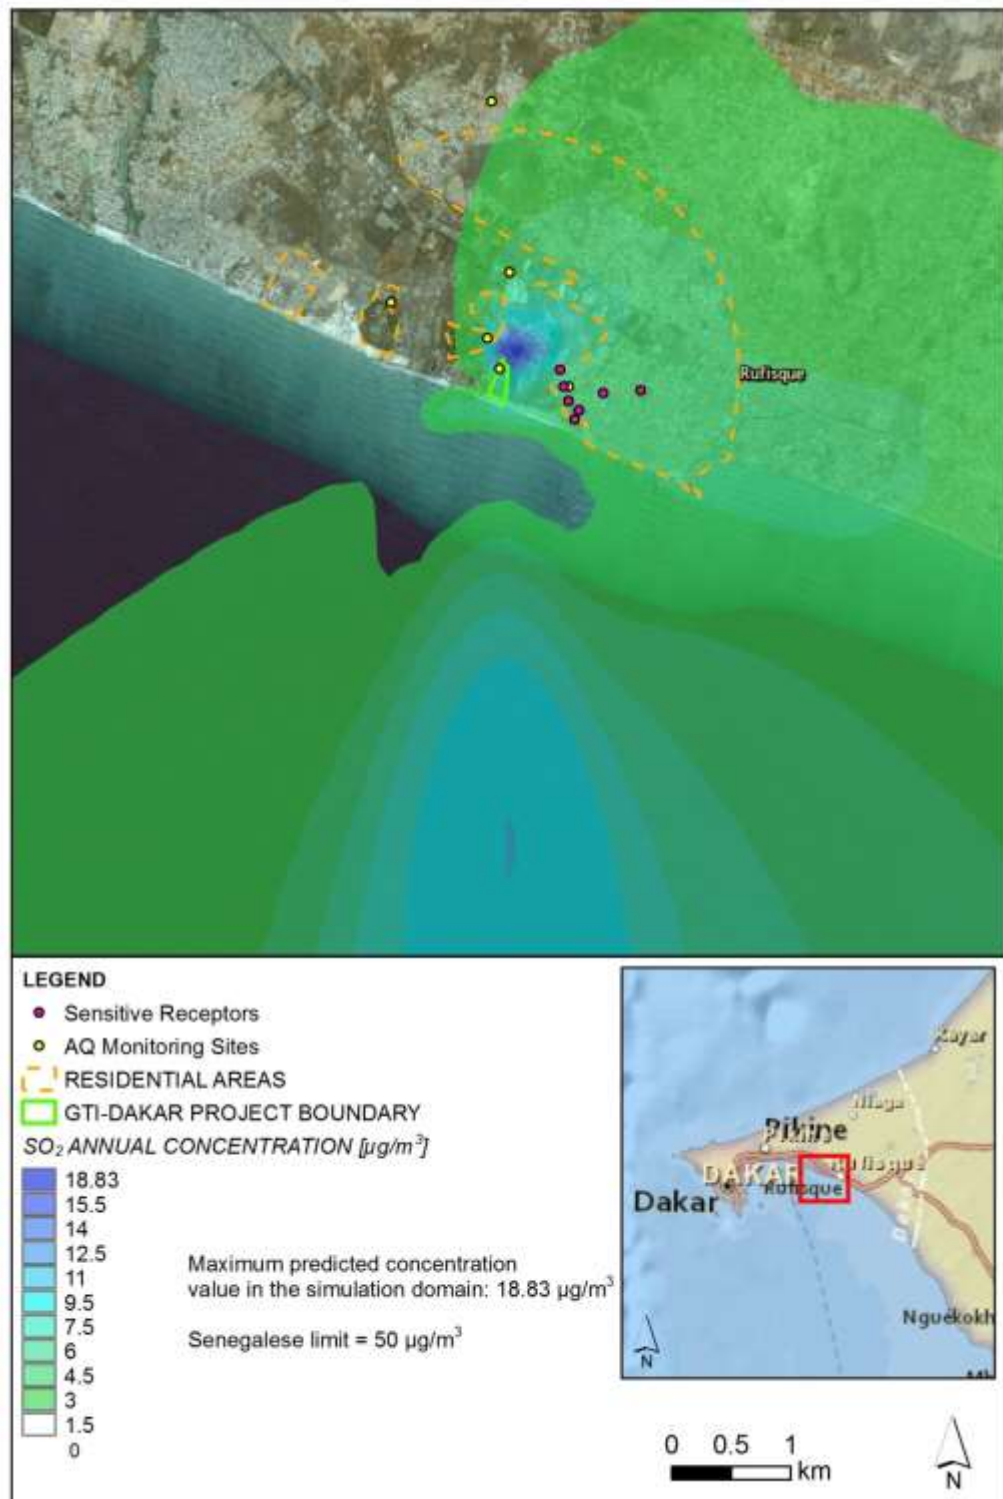 Rufisque
LEGEND
Sensitive Receptors
AQ Monitoring Sites
RESIDENTIAL AREAS
GTI-DAKAR PROJECT BOUNDARY
SO₂ ANNUAL CONCENTRATION [µg/m³]
18.83
15.5
14
12.5
11
9.5
7.5
6
4.5
3
1.5
0
Maximum predicted concentration
value in the simulation domain: 18.83 µg/m³
Senegalese limit = 50 µg/m³
Kayar
Niaga
Pikine
DAKAR
Rufisque
Rufisque
Dakar
Nguékokh
N
0 0.5 1
km
N